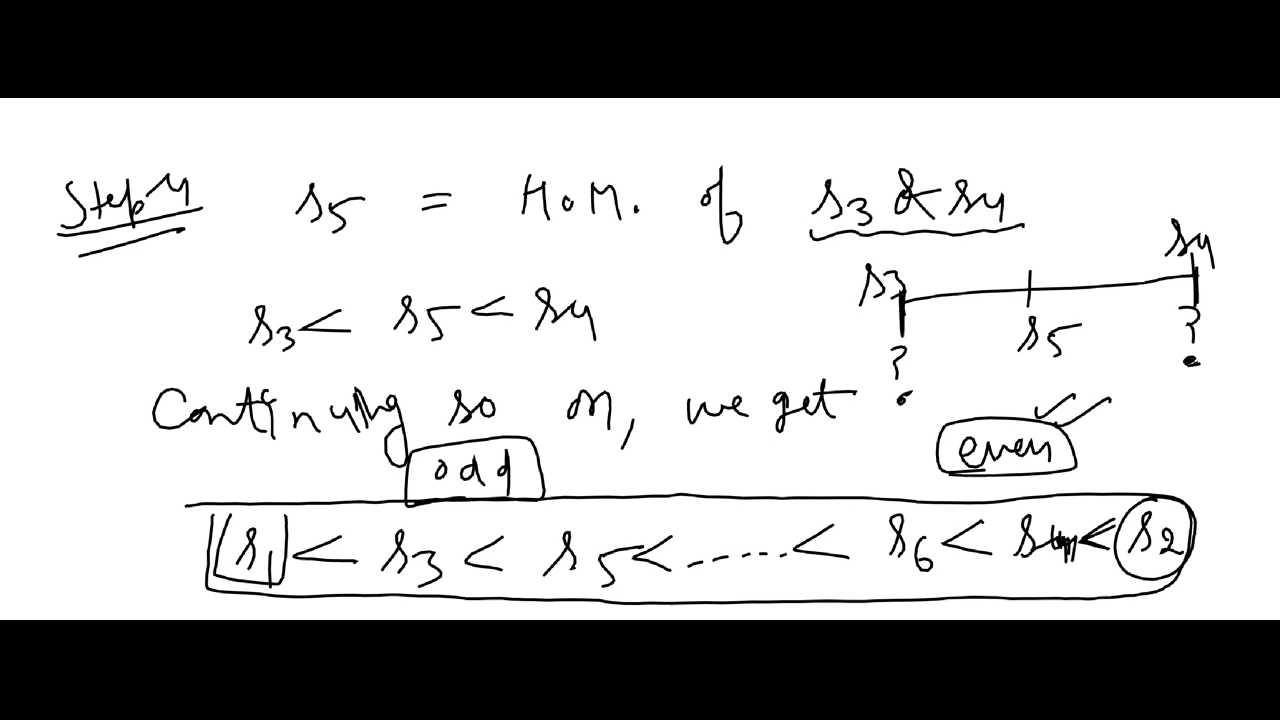 Step 4 s5 = H.M. of s3 & s4
s3 s4
s3 < s5 < s4
s5
? ?
Continuing so on, we get
odd even
s1 < s3 < s5 < ...... < s6 < s4 < s2